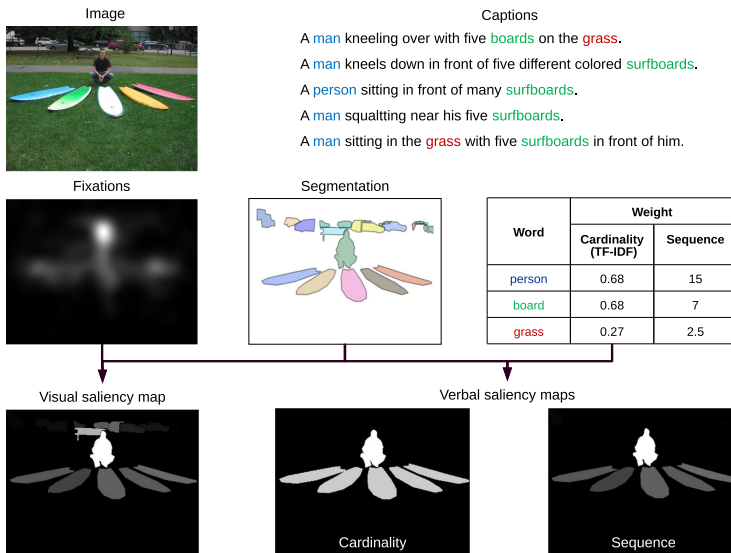 Image
Captions
A man kneeling over with five boards on the grass.
A man kneels down in front of five different colored surfboards.
A person sitting in front of many surfboards.
A man squaltting near his five surfboards.
A man sitting in the grass with five surfboards in front of him.
Fixations
Segmentation
Word
Weight
Cardinality
(TF-IDF)
Sequence
person 0.68 15
board 0.68 7
grass 0.27 2.5
Visual saliency map
Verbal saliency maps
Cardinality
Sequence